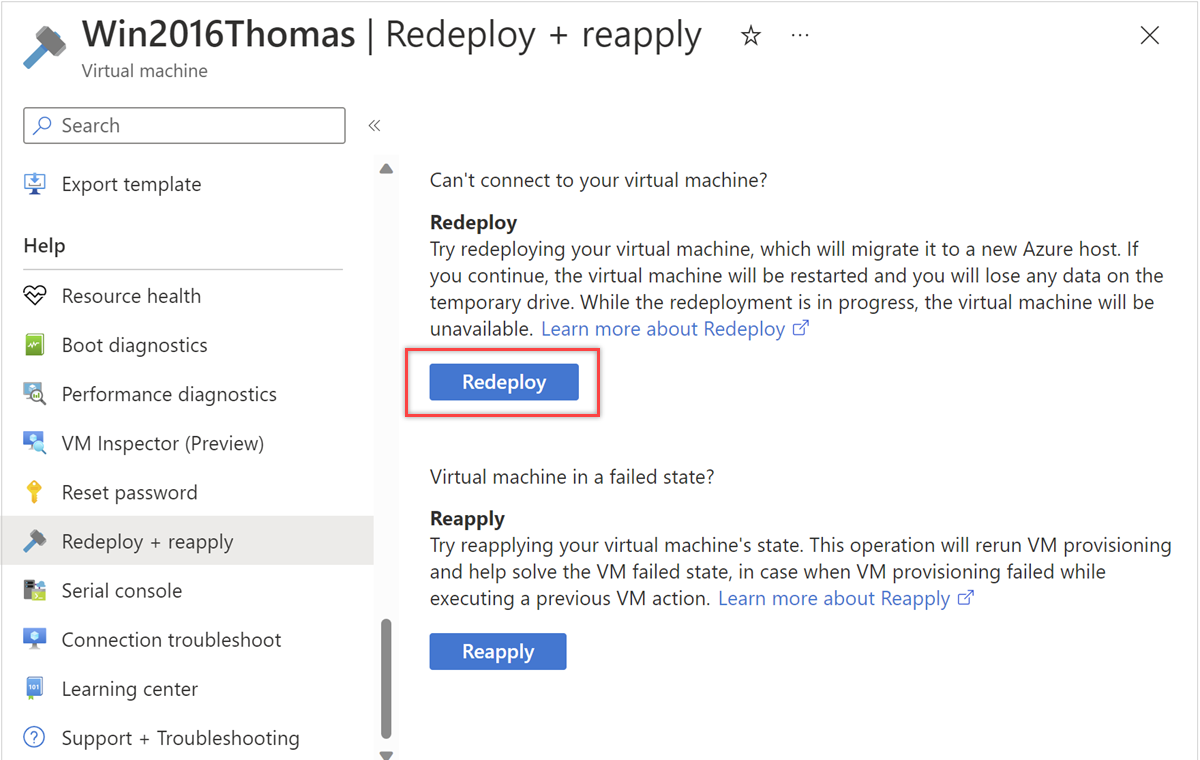 Win2016Thomas | Redeploy + reapply
Virtual machine
Search
Export template
Help
Resource health
Boot diagnostics
Performance diagnostics
VM Inspector (Preview)
Reset password
Redeploy + reapply
Serial console
Connection troubleshoot
Learning center
Support + Troubleshooting
Can't connect to your virtual machine?
Redeploy
Try redeploying your virtual machine, which will migrate it to a new Azure host. If
you continue, the virtual machine will be restarted and you will lose any data on the
temporary drive. While the redeployment is in progress, the virtual machine will be
unavailable. Learn more about Redeploy
Redeploy
Virtual machine in a failed state?
Reapply
Try reapplying your virtual machine's state. This operation will rerun VM provisioning
and help solve the VM failed state, in case when VM provisioning failed while
executing a previous VM action. Learn more about Reapply
Reapply